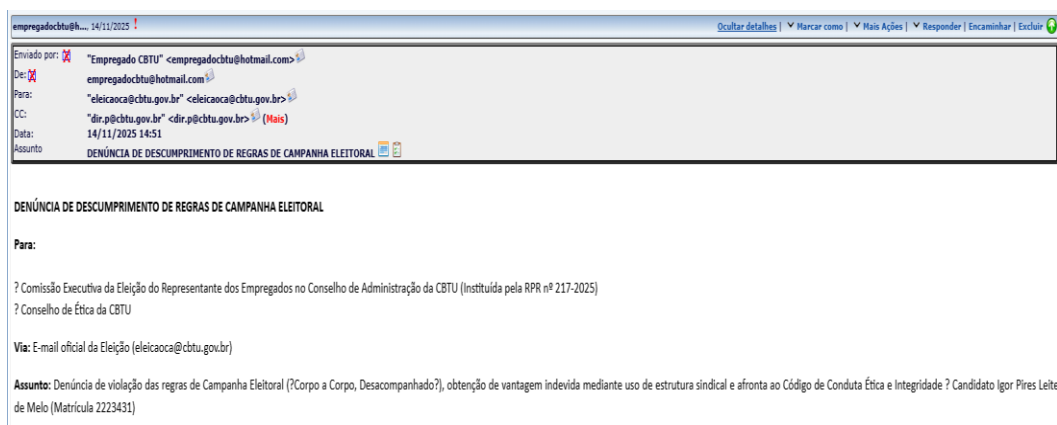 empregadocbtu@h..., 14/11/2025 !
Ocultar detalhes | Marcar como | Mais Ações | Responder | Encaminhar | Excluir
Enviado por: "Empregado CBTU" <empregadocbtu@hotmail.com>
De: empregadocbtu@hotmail.com
Para: "eleicaoca@cbtu.gov.br" <eleicaoca@cbtu.gov.br>
CC: "dir.p@cbtu.gov.br" <dir.p@cbtu.gov.br> (Mais)
Data: 14/11/2025 14:51
Assunto DENÚNCIA DE DESCUMPRIMENTO DE REGRAS DE CAMPANHA ELEITORAL
DENÚNCIA DE DESCUMPRIMENTO DE REGRAS DE CAMPANHA ELEITORAL
Para:
? Comissão Executiva da Eleição do Representante dos Empregados no Conselho de Administração da CBTU (Instituída pela RPR nº 217-2025)
? Conselho de Ética da CBTU
Via: E-mail oficial da Eleição (eleicaoca@cbtu.gov.br)
Assunto: Denúncia de violação das regras de Campanha Eleitoral (?Corpo a Corpo, Desacompanhado?), obtenção de vantagem indevida mediante uso de estrutura sindical e afronta ao Código de Conduta Ética e Integridade ? Candidato Igor Pires Leite
de Melo (Matrícula 2223431)